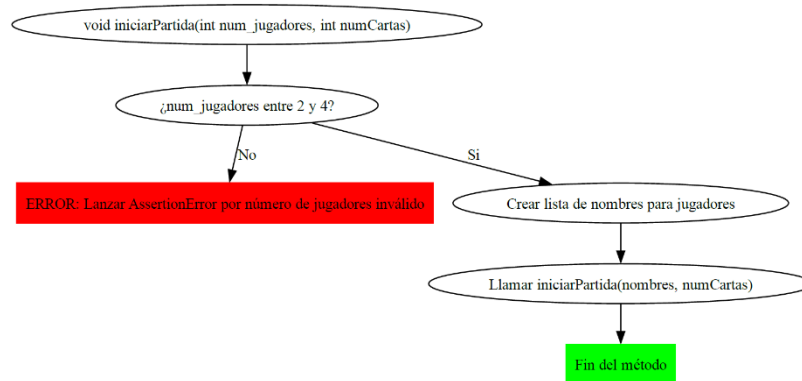 void iniciarPartida(int num_jugadores, int numCartas)
¿num_jugadores entre 2 y 4?
No
Si
ERROR: Lanzar AssertionError por número de jugadores inválido
Crear lista de nombres para jugadores
Llamar iniciarPartida(nombres, numCartas)
Fin del método